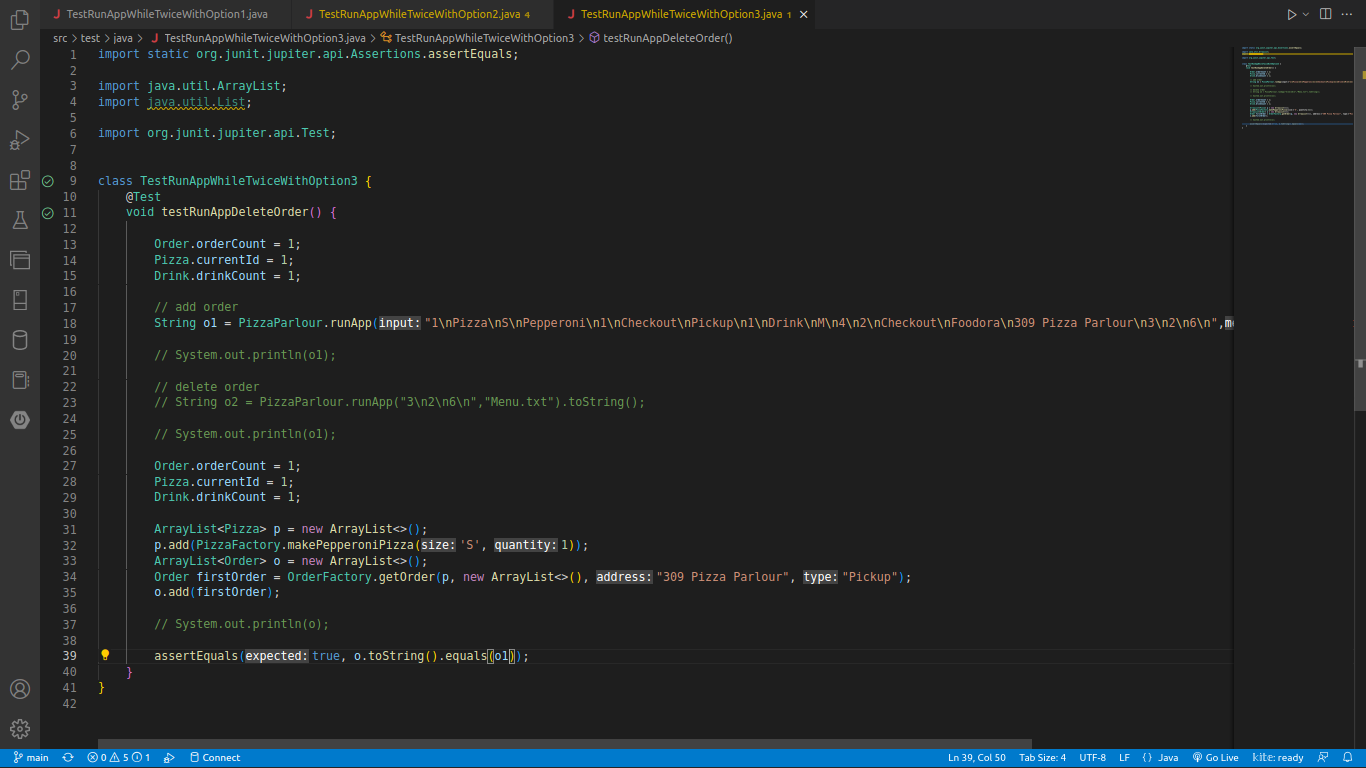 TestRunAppWhileTwiceWithOption1.java
TestRunAppWhileTwiceWithOption2.java 4
TestRunAppWhileTwiceWithOption3.java 1
src > test > java > TestRunAppWhileTwiceWithOption3.java > TestRunAppWhileTwiceWithOption3 > testRunAppDeleteOrder()
1 import static org.junit.jupiter.api.Assertions.assertEquals;
2
3 import java.util.ArrayList;
4 import java.util.List;
5
6 import org.junit.jupiter.api.Test;
7
8
9 class TestRunAppWhileTwiceWithOption3 {
10 @Test
11 void testRunAppDeleteOrder() {
12
13 Order.orderCount = 1;
14 Pizza.currentId = 1;
15 Drink.drinkCount = 1;
16
17 // add order
18 String o1 = PizzaParlour.runApp(input: "1\nPizza\nS\nPepperoni\n1\nCheckout\nPickup\n1\nDrink\nM\n4\n2\nCheckout\nFoodora\n309 Pizza Parlour\n3\n2\n6\n",
19
20 // System.out.println(o1);
21
22 // delete order
23 // String o2 = PizzaParlour.runApp("3\n2\n6\n","Menu.txt").toString();
24
25 // System.out.println(o1);
26
27 Order.orderCount = 1;
28 Pizza.currentId = 1;
29 Drink.drinkCount = 1;
30
31 ArrayList<Pizza> p = new ArrayList<>();
32 p.add(PizzaFactory.makePepperoniPizza(size: 'S', quantity: 1));
33 ArrayList<Order> o = new ArrayList<>();
34 Order firstOrder = OrderFactory.getOrder(p, new ArrayList<>(), address: "309 Pizza Parlour", type: "Pickup");
35 o.add(firstOrder);
36
37 // System.out.println(o);
38
39 assertEquals(expected: true, o.toString().equals(o1));
40 }
41 }
42
main 0 5 1 Connect Ln 39, Col 50 Tab Size: 4 UTF-8 LF {} Java Go Live kite: ready